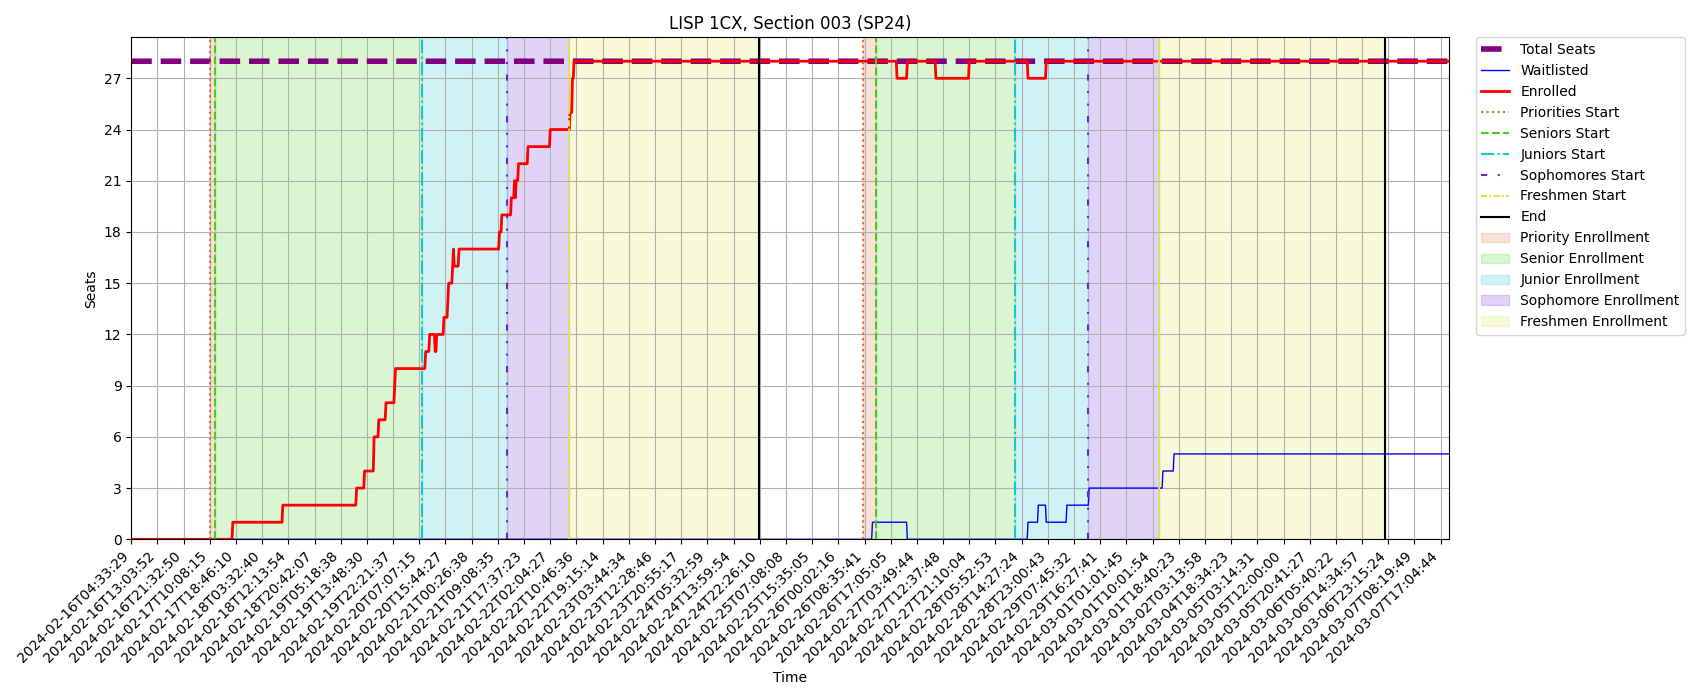 LISP 1CX, Section 003 (SP24)
Total Seats
Waitlisted
Enrolled
Priorities Start
Seniors Start
Juniors Start
Sophomores Start
Freshmen Start
End
Priority Enrollment
Senior Enrollment
Junior Enrollment
Sophomore Enrollment
Freshmen Enrollment
Seats
27
24
21
18
15
12
9
6
3
0
2024-02-16T04:33:29
2024-02-16T13:03:52
2024-02-16T21:32:50
2024-02-17T10:08:15
2024-02-17T18:46:10
2024-02-18T03:32:40
2024-02-18T12:13:54
2024-02-18T20:42:07
2024-02-19T05:18:38
2024-02-19T13:48:30
2024-02-19T22:21:37
2024-02-20T07:07:15
2024-02-20T15:44:27
2024-02-21T00:26:38
2024-02-21T09:08:35
2024-02-21T17:37:23
2024-02-22T02:04:27
2024-02-22T10:46:36
2024-02-22T19:15:14
2024-02-23T03:44:34
2024-02-23T12:28:46
2024-02-23T20:55:17
2024-02-24T05:32:59
2024-02-24T13:59:54
2024-02-24T22:26:10
2024-02-25T07:08:08
2024-02-25T15:35:05
2024-02-26T00:02:16
2024-02-26T08:35:41
2024-02-26T17:05:05
2024-02-27T03:49:44
2024-02-27T12:37:48
2024-02-27T21:10:04
2024-02-28T05:52:53
2024-02-28T14:27:24
2024-02-28T23:00:43
2024-02-29T07:45:32
2024-02-29T16:27:41
2024-03-01T01:01:45
2024-03-01T10:01:54
2024-03-01T18:40:23
2024-03-02T03:13:58
2024-03-04T18:34:23
2024-03-05T03:14:31
2024-03-05T12:00:00
2024-03-05T20:41:27
2024-03-06T05:40:22
2024-03-06T14:34:57
2024-03-06T23:15:24
2024-03-07T08:19:49
2024-03-07T17:04:44
Time